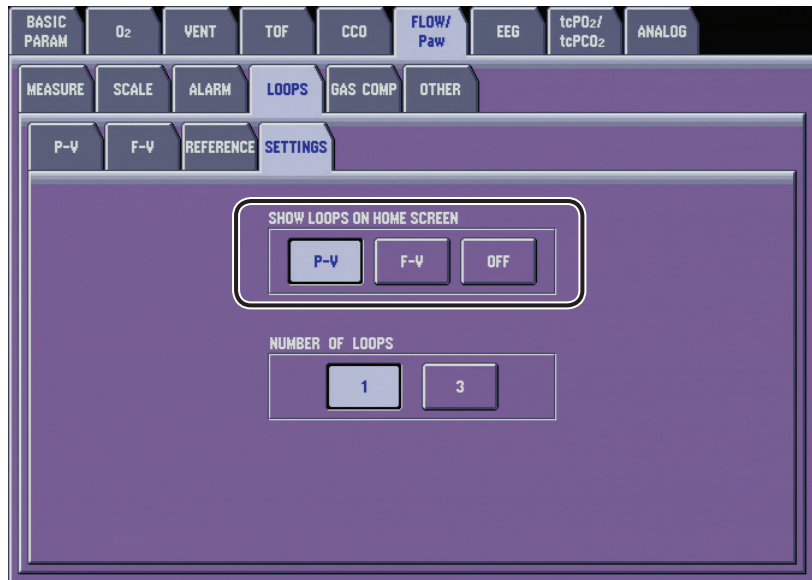 BASIC PARAM O2 VENT TOF CCO FLOW/ Paw EEG tcPO2/ tcPCO2 ANALOG
MEASURE SCALE ALARM LOOPS GAS COMP OTHER
P-V F-V REFERENCE SETTINGS
SHOW LOOPS ON HOME SCREEN
P-V F-V OFF
NUMBER OF LOOPS
1 3